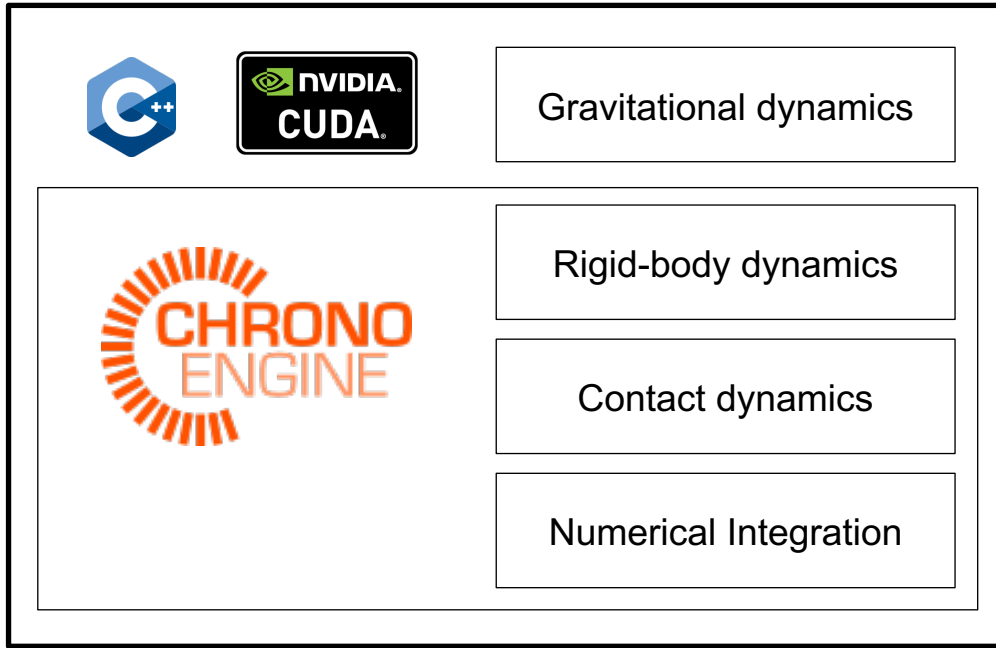 C++
NVIDIA.
CUDA.
Gravitational dynamics
CHRONO
ENGINE
Rigid-body dynamics
Contact dynamics
Numerical Integration